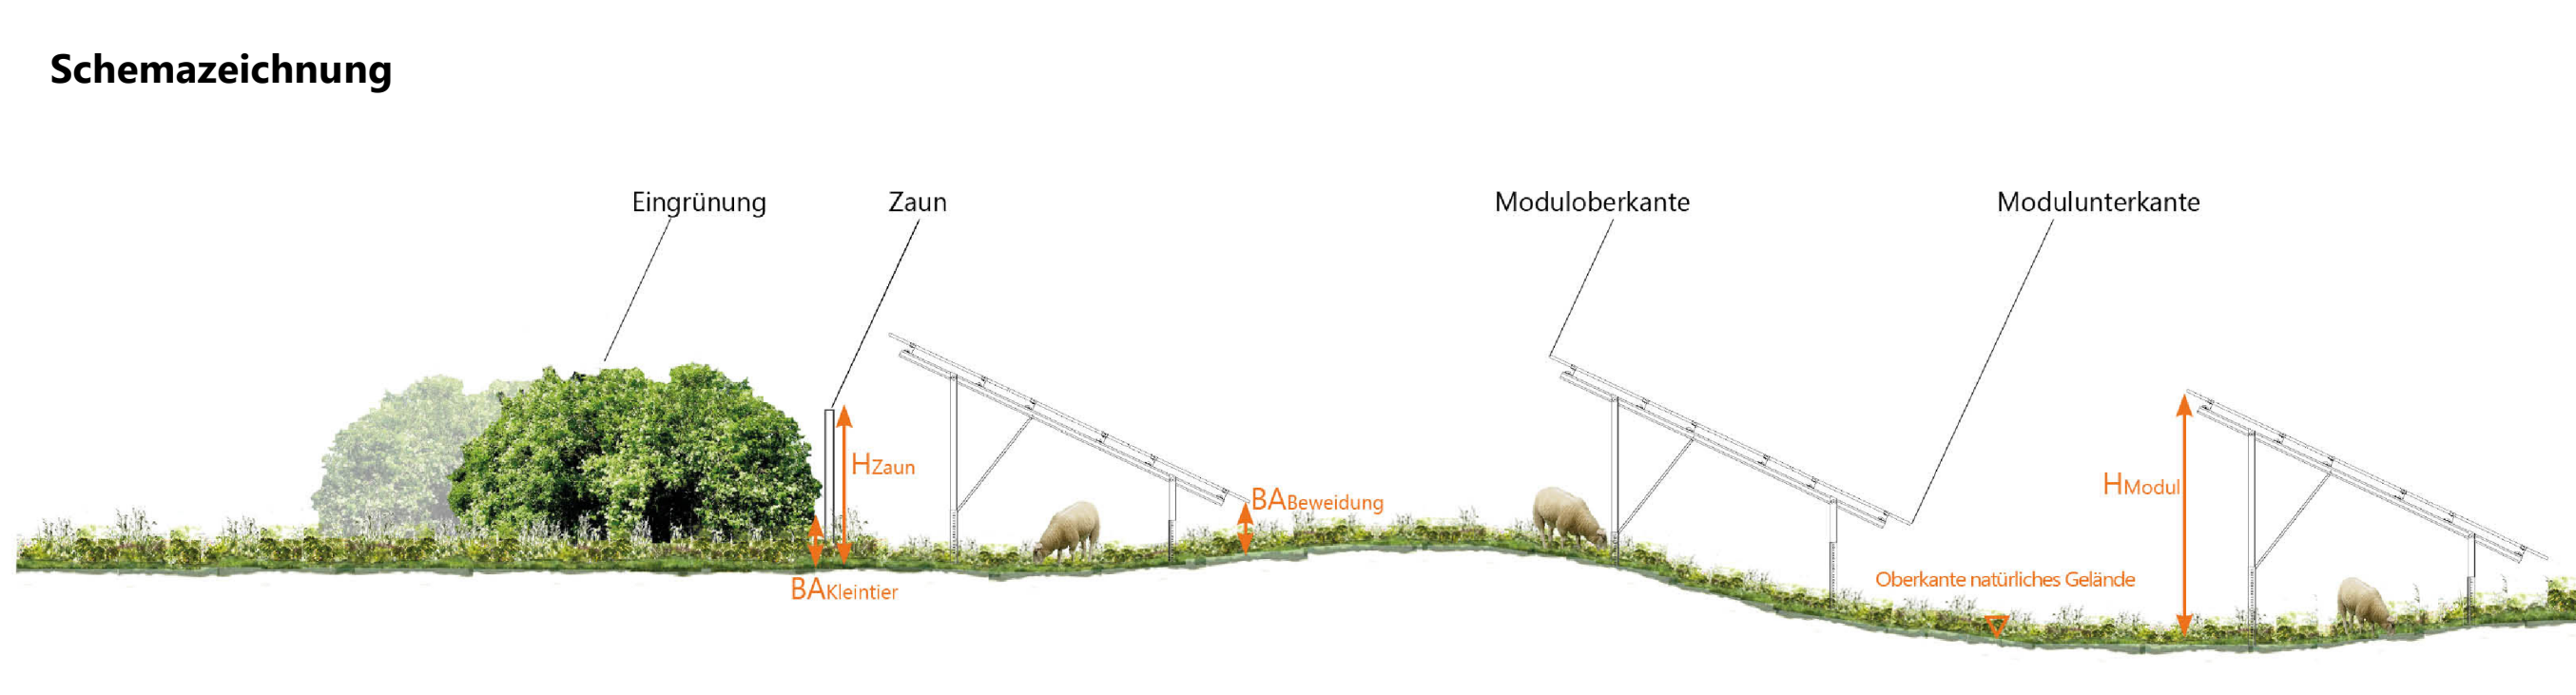 Schemazeichnung
Eingrünung
Zaun
Moduloberkante
Modulunterkante
HZaun
BABeweidung
HModul
BAKleintier
Oberkante natürliches Gelände